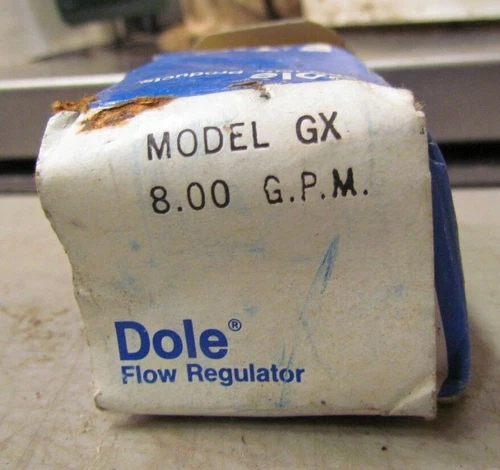 MODEL GX
8.00 G.P.M.
Dole®
Flow Regulator